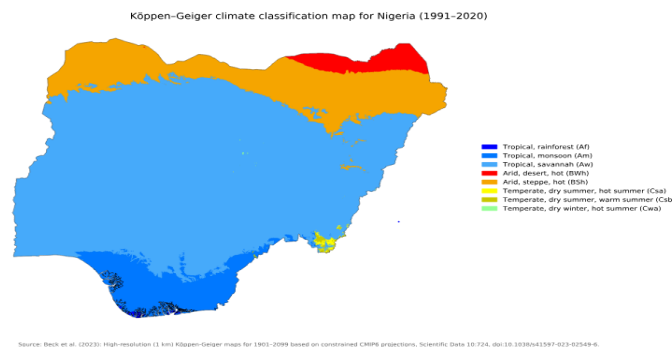 Köppen–Geiger climate classification map for Nigeria (1991–2020)
Tropical, rainforest (Af)
Tropical, monsoon (Am)
Tropical, savannah (Aw)
Arid, desert, hot (BWh)
Arid, steppe, hot (BSh)
Temperate, dry summer, hot summer (Csa)
Temperate, dry summer, warm summer (Csb)
Temperate, dry winter, hot summer (Cwa)
Source: Beck et al. (2023): High-resolution (1 km) Köppen-Geiger maps for 1901–2099 based on constrained CMIP6 projections, Scientific Data 10:724, doi:10.1038/s41597-023-02549-6.